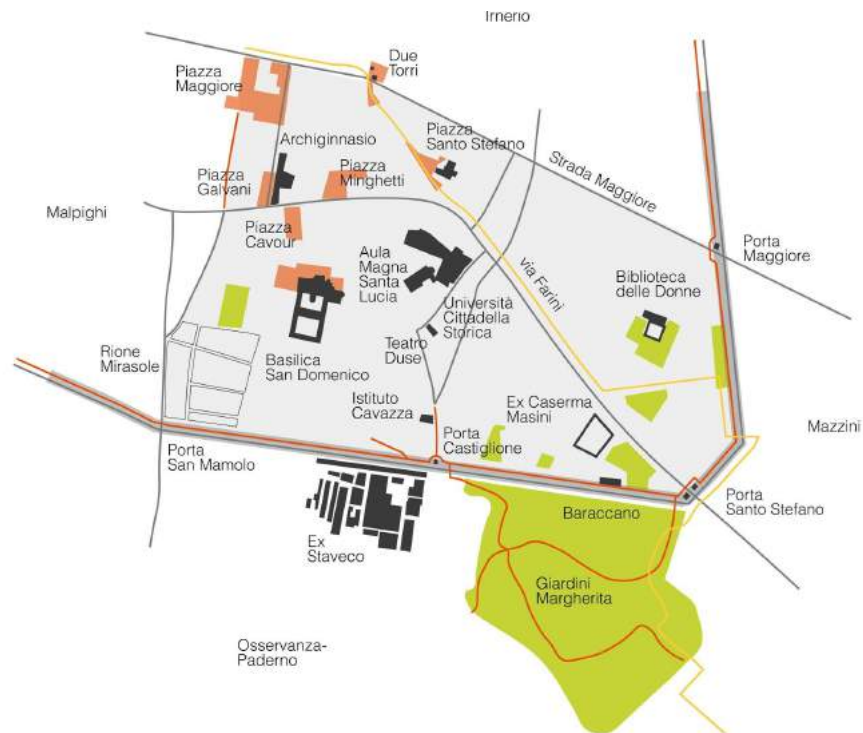 Irnerio
Due
Torri
Piazza
Maggiore
Archiginnasio
Piazza
Santo Stefano
Piazza
Galvani
Piazza
Minghetti
Strada Maggiore
Malpighi
Piazza
Cavour
Aula
Magna
Santa
Lucia
Porta
Maggiore
via Farini
Biblioteca
delle Donne
Università
Cittadella
Storica
Teatro
Duse
Rione
Mirasole
Basilica
San Domenico
Istituto
Cavazza
Ex Caserma
Masini
Mazzini
Porta
San Mamolo
Porta
Castiglione
Porta
Santo Stefano
Baraccano
Ex
Staveco
Giardini
Margherita
Osservanza-
Paderno